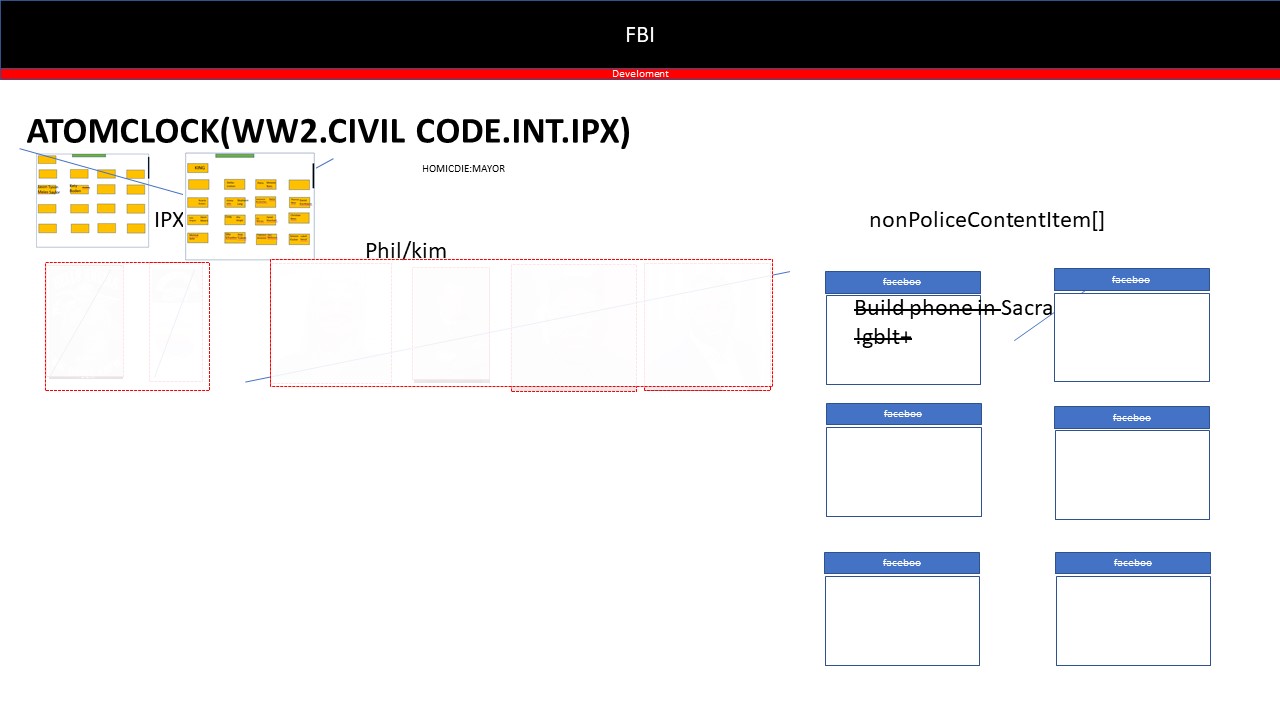 FBI
Develoment
ATOMCLOCK(WW2.CIVIL CODE.INT.IPX)
HOMICDIE:MAYOR
KING
IPX
nonPoliceContentItem[]
Phil/kim
faceboo
faceboo
Build phone in Sacra
!gblt+
faceboo
faceboo
faceboo
faceboo